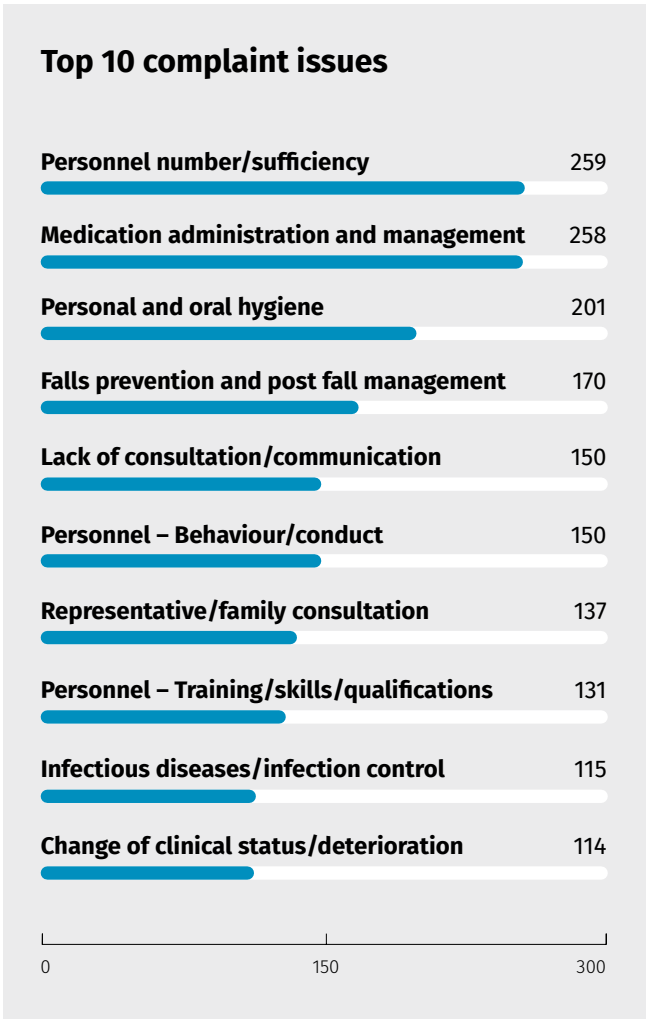 Top 10 complaint issues
Personnel number/sufficiency 259
Medication administration and management 258
Personal and oral hygiene 201
Falls prevention and post fall management 170
Lack of consultation/communication 150
Personnel – Behaviour/conduct 150
Representative/family consultation 137
Personnel – Training/skills/qualifications 131
Infectious diseases/infection control 115
Change of clinical status/deterioration 114
0 150 300